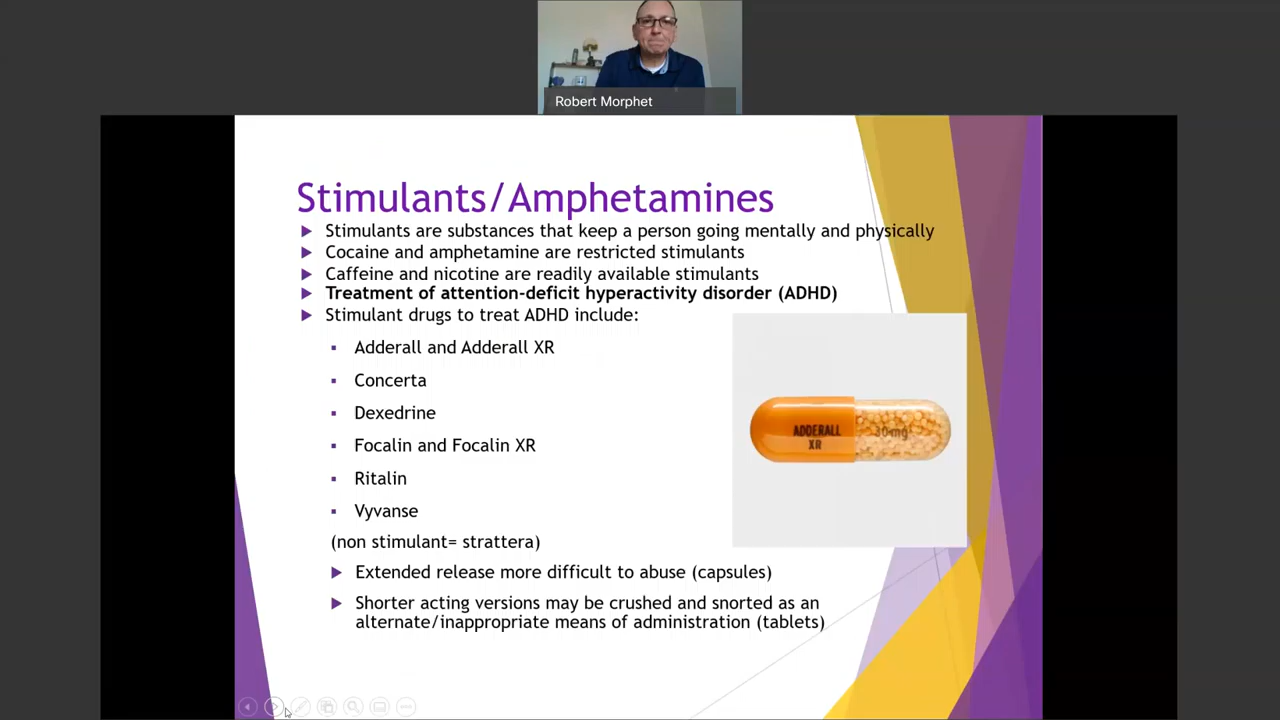 Robert Morphet
Stimulants/Amphetamines
Stimulants are substances that keep a person going mentally and physically
Cocaine and amphetamine are restricted stimulants
Caffeine and nicotine are readily available stimulants
Treatment of attention-deficit hyperactivity disorder (ADHD)
Stimulant drugs to treat ADHD include:
Adderall and Adderall XR
Concerta
Dexedrine
Focalin and Focalin XR
Ritalin
Vyvanse
(non stimulant= strattera)
ADDERALL
XR
30 mg
Extended release more difficult to abuse (capsules)
Shorter acting versions may be crushed and snorted as an
alternate/inappropriate means of administration (tablets)